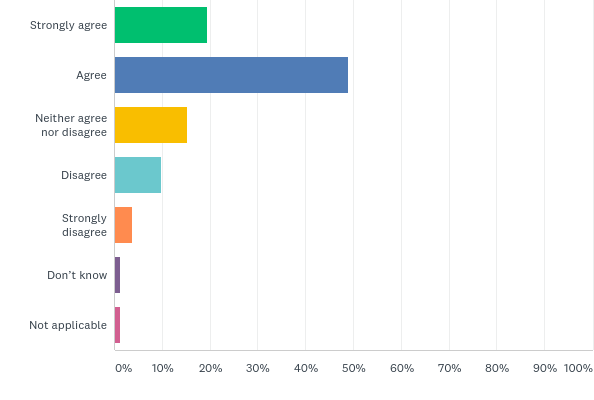 Strongly agree
Agree
Neither agree
nor disagree
Disagree
Strongly
disagree
Don't know
Not applicable
0% 10% 20% 30% 40% 50% 60% 70% 80% 90% 100%